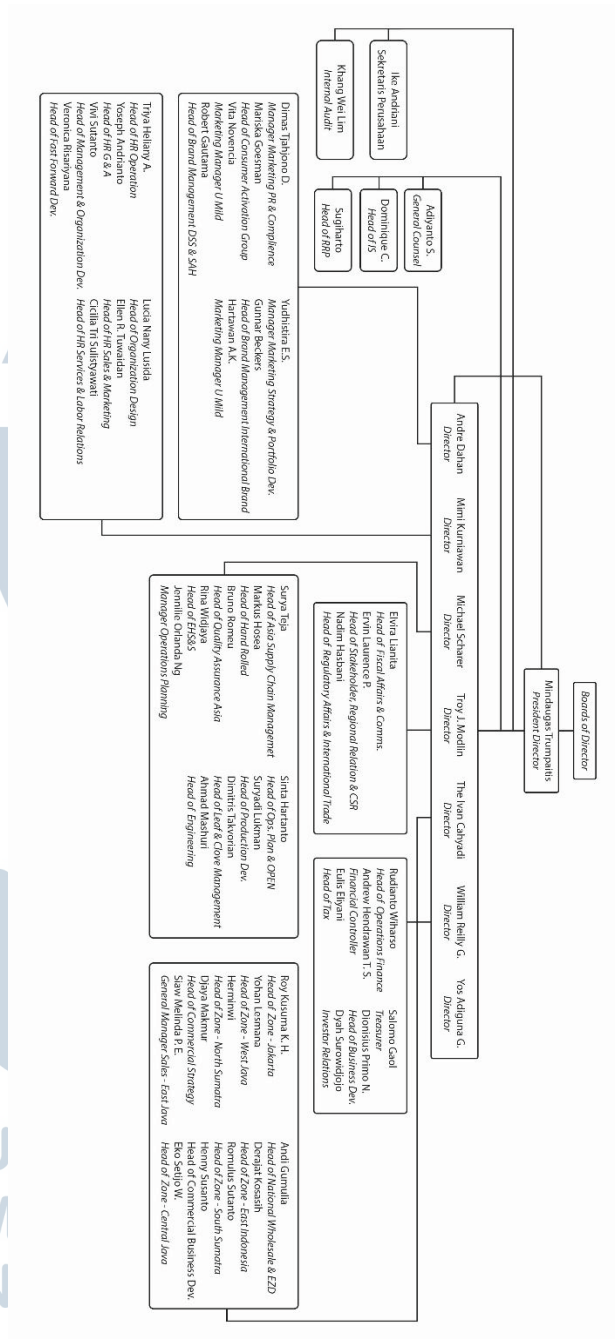 Boards of Director
Mindaugas Trumpaitis
President Director
Iko Andriani
Sekretaris Perusahaan
Khang Wei Lim
Internal Audit
Adiyanto S.
General Counsel
Dominique C.
Head of IS
Sugiharto
Head of RRP
Andre Dahan
Director
Mimi Kurniawan
Director
Michael Scharer
Director
Troy J. Modlin
Director
The Ivan Cahyadi
Director
William Reilly G.
Director
Yos Adiguna G.
Director
Dimas Tjahjono D.
Manager Marketing PR & Complience
Mariska Goesman
Head of Consumer Activation Group
Vita Novencia
Marketing Manager U Mild
Robert Gautama
Head of Brand Management DSS & SAH
Yudhistira E.S.
Manager Marketing Strategy & Portfolio Dev.
Gunnar Beckers
Head of Brand Management International Brand
Hartawan A.K.
Marketing Manager U Mild
Triya Heliany A.
Head of HR Operation
Yoseph Andrianto
Head of HR G & A
Vivi Sutanto
Head of Management & Organization Dev.
Veronica Risariyana
Head of Fast Forward Dev.
Lucia Nany Lusida
Head of Organization Design
Ellen R. Tuwaidan
Head of HR Sales & Marketing
Cicilia Tri Sulistyawati
Head of HR Services & Labor Relations
Elvira Lianita
Head of Fiscal Affairs & Comms.
Ervin Laurence P.
Head of Stakeholder, Regional Relation & CSR
Nadim Hasbani
Head of Regulatory Affairs & International Trade
Rudianto Wiharso
Head of Operations Finance
Andrew Hendrawan T. S.
Financial Controller
Eulis Eliyani
Head of Tax
Salomo Gaol
Treasurer
Dionisius Primo N.
Head of Business Dev.
Dyah Surowidjojo
Investor Relations
Surya Teja
Head of Asia Supply Chain Managemet
Markus Hosea
Head of Hand Rolled
Bruno Romeu
Head of Quality Assurance Asia
Rina Widjaya
Head of EHS&S
Jennilie Orlanda Ng
Manager Operations Planning
Sinta Hartanto
Head of Ops. Plan & OPEN
Suryadi Lukman
Head of Production Dev.
Dimitris Takvorian
Head of Leaf & Clove Management
Ahmad Mashuri
Head of Engineering
Roy Kusuma K. H.
Head of Zone - Jakarta
Yohan Lesmana
Head of Zone - West Java
Herminwi
Head of Zone - North Sumatra
Djaya Makmur
Head of Commercial Strategy
Siaw Melinda P. E.
General Manager Sales - East Java
Andi Gumulia
Head of National Wholesale & EZD
Derajat Kosasih
Head of Zone - East Indonesia
Romulus Sutanto
Head of Zone - South Sumatra
Henny Susanto
Head of Commercial Business Dev.
Eko Setijo W.
Head of Zone - Central Java